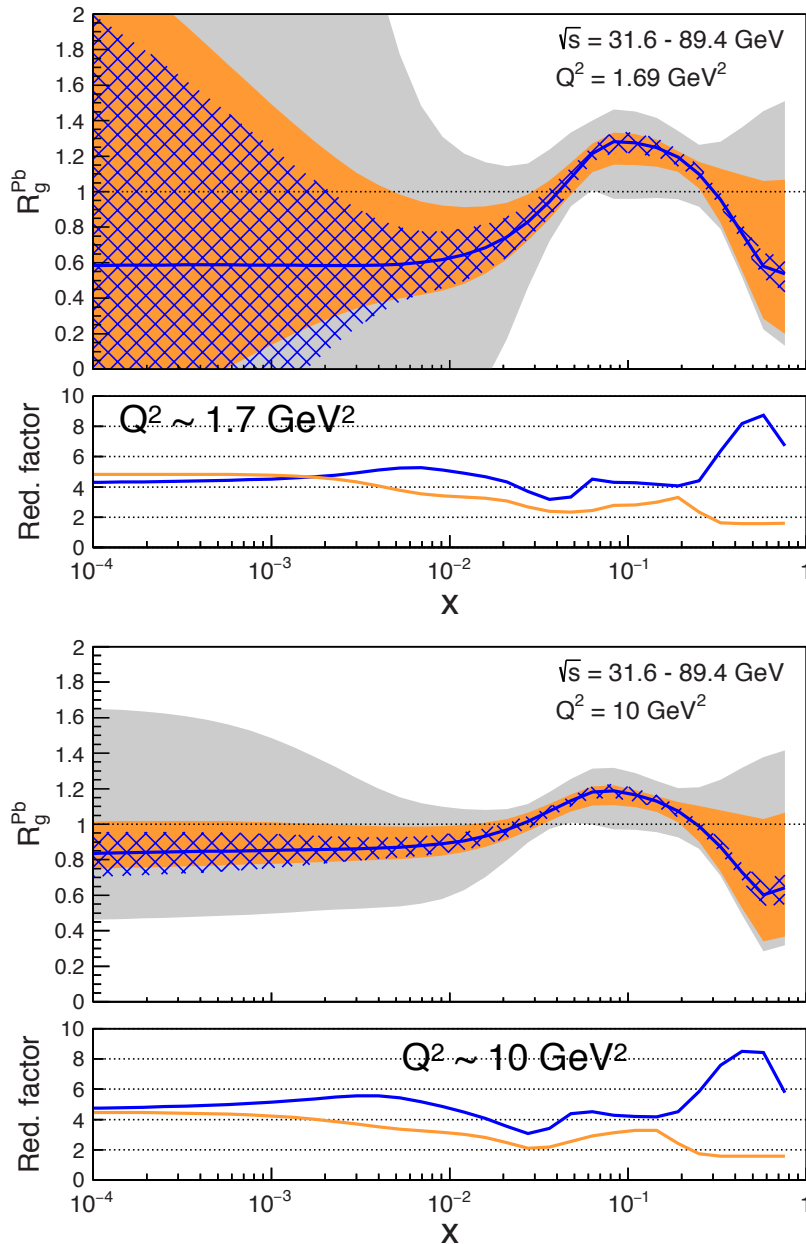 2
√s = 31.6 - 89.4 GeV
1.8
Q² = 1.69 GeV²
1.6
1.4
1.2
R_g^Pb
1
0.8
0.6
0.4
0.2
0
10
Q² ~ 1.7 GeV²
8
Red. factor
6
4
2
0
10⁻⁴ 10⁻³ 10⁻² 10⁻¹ 1
x
2
√s = 31.6 - 89.4 GeV
1.8
Q² = 10 GeV²
1.6
1.4
1.2
R_g^Pb
1
0.8
0.6
0.4
0.2
0
10
Q² ~ 10 GeV²
8
Red. factor
6
4
2
0
10⁻⁴ 10⁻³ 10⁻² 10⁻¹ 1
x